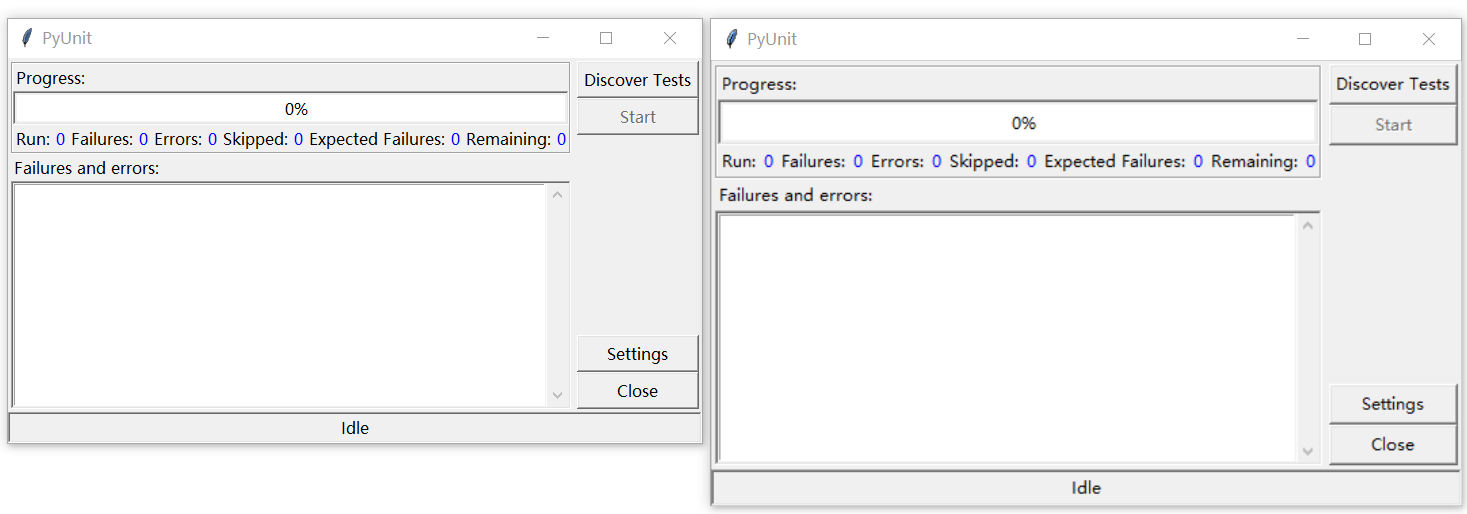 PyUnit
Progress:
Discover Tests
0%
Start
Run: 0 Failures: 0 Errors: 0 Skipped: 0 Expected Failures: 0 Remaining: 0
Failures and errors:
Settings
Close
Idle
PyUnit
Progress:
Discover Tests
0%
Start
Run: 0 Failures: 0 Errors: 0 Skipped: 0 Expected Failures: 0 Remaining: 0
Failures and errors:
Settings
Close
Idle